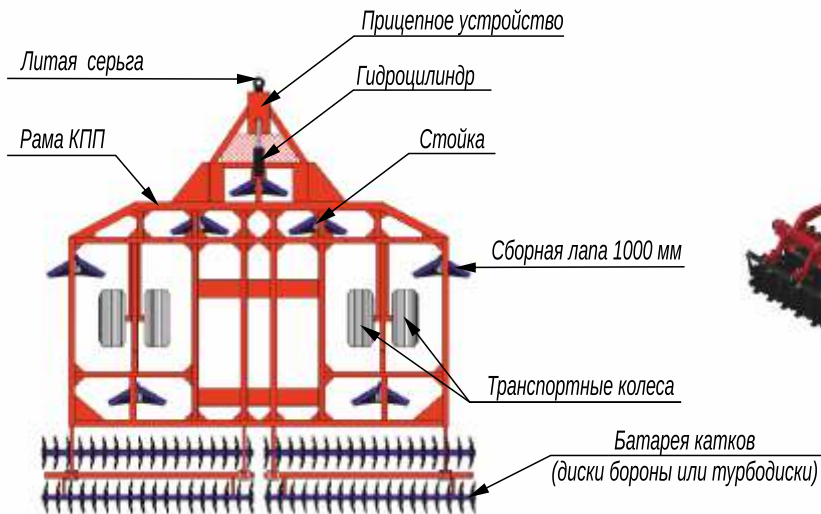 Прицепное устройство
Литая серьга
Гидроцилиндр
Рама КПП
Стойка
Сборная лапа 1000 мм
Транспортные колеса
Батарея катков
(диски бороны или турбодиски)